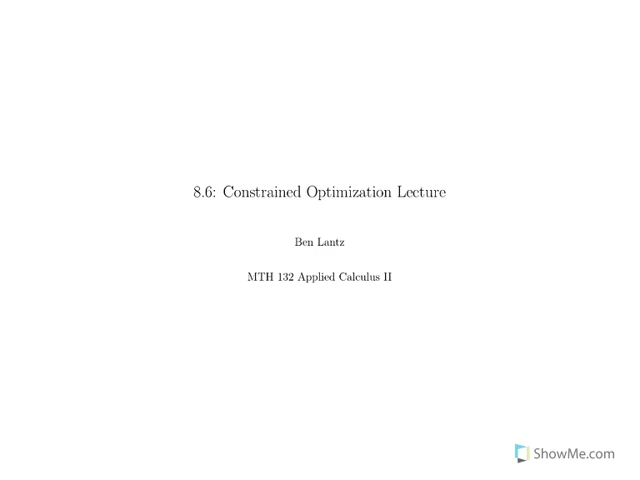 8.6: Constrained Optimization Lecture
Ben Lantz
MTH 132 Applied Calculus II
ShowMe.com